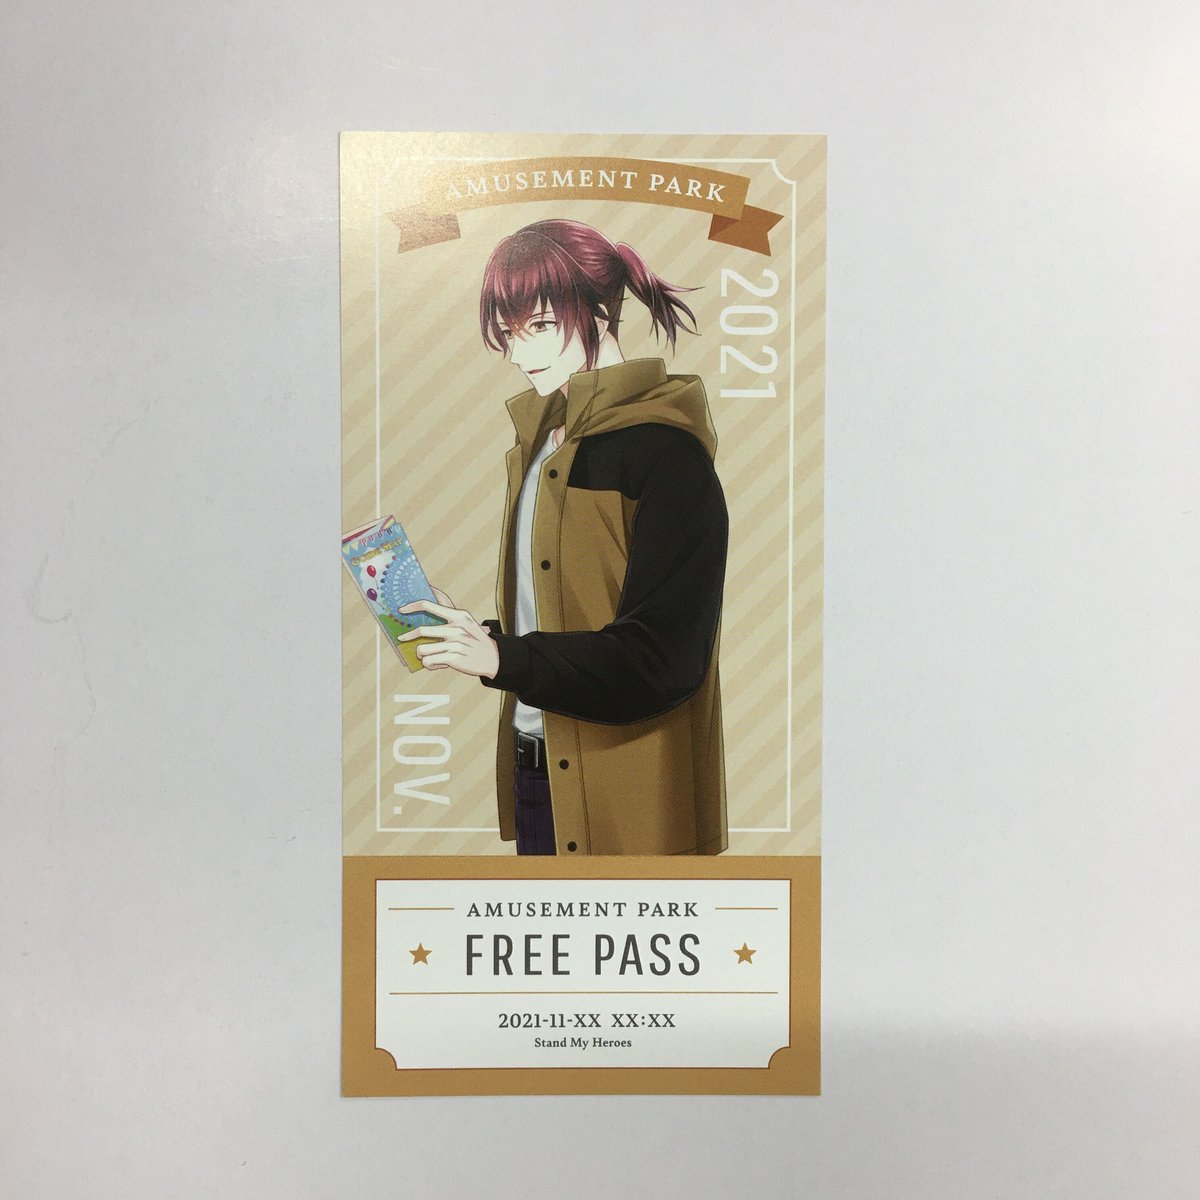 AMUSEMENT PARK
2021
NOV.
AMUSEMENT PARK
FREE PASS
2021-11-XX XX:XX
Stand My Heroes